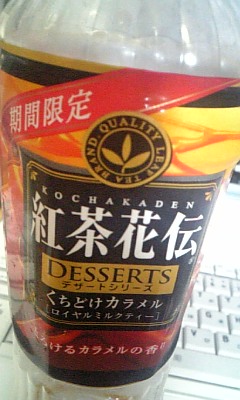 期間限定
QUALITY LEAF TEA BRAND
KOCHAKADEN
紅茶花伝
DESSERTS
デザートシリーズ
くちどけカラメル
[ロイヤルミルクティー]
けるカラメルの香り